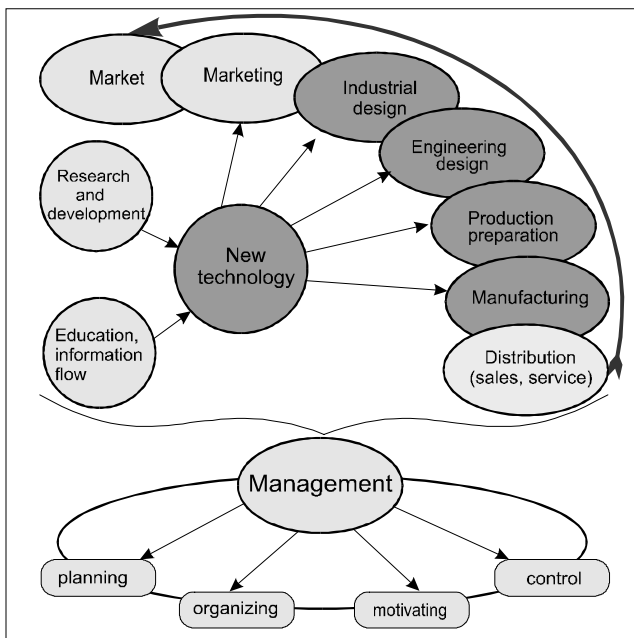 Market
Marketing
Industrial
design
Engineering
design
Research
and
development
Production
preparation
New
technology
Manufacturing
Education,
information
flow
Distribution
(sales, service)
Management
planning
organizing
motivating
control